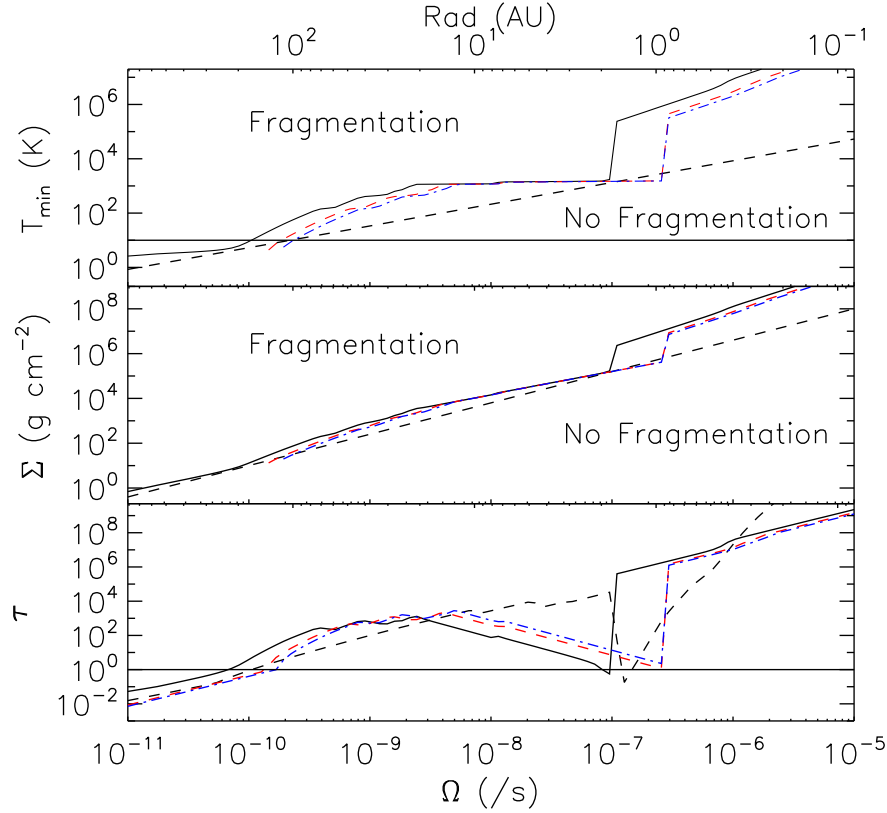 Rad (AU)
10² 10¹ 10⁰ 10⁻¹
T_min (K)
10⁶
10⁴
10²
10⁰
Fragmentation
No Fragmentation
Σ (g cm⁻²)
10⁸
10⁶
10⁴
10²
10⁰
Fragmentation
No Fragmentation
τ
10⁸
10⁶
10⁴
10²
10⁰
10⁻²
10⁻¹¹ 10⁻¹⁰ 10⁻⁹ 10⁻⁸ 10⁻⁷ 10⁻⁶ 10⁻⁵
Ω (/s)